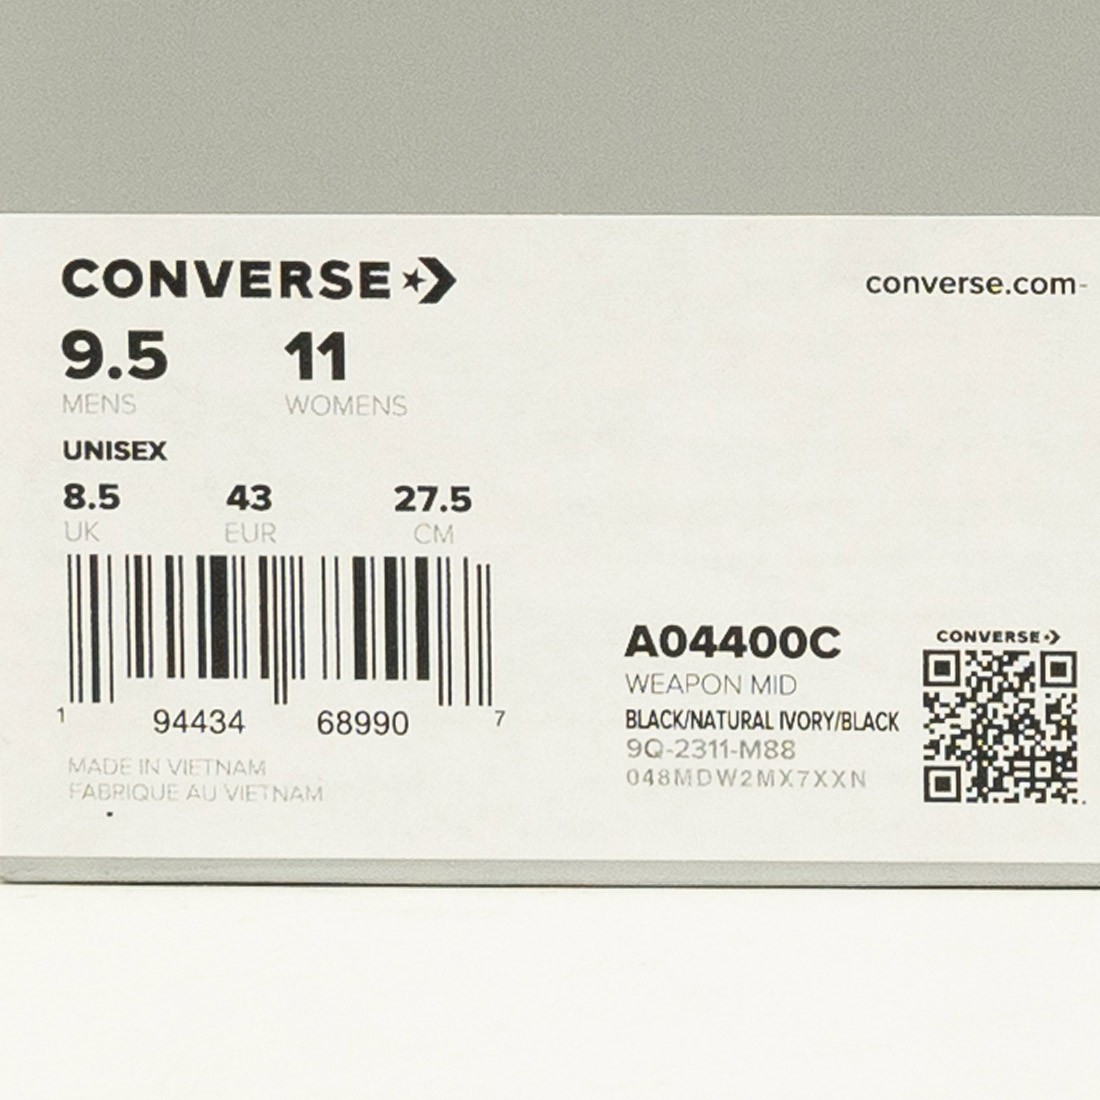 CONVERSE
converse.com-
9.5 11
MENS WOMENS
UNISEX
8.5 43 27.5
UK EUR CM
1 94434 68990 7
MADE IN VIETNAM
FABRIQUE AU VIETNAM
A04400C
WEAPON MID
BLACK/NATURAL IVORY/BLACK
9Q-2311-M88
048MDW2MX7XXN
CONVERSE